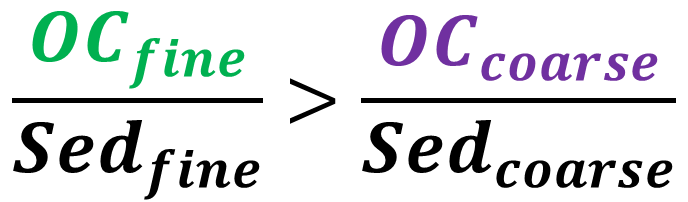 OC_fine / Sed_fine > OC_coarse / Sed_coarse